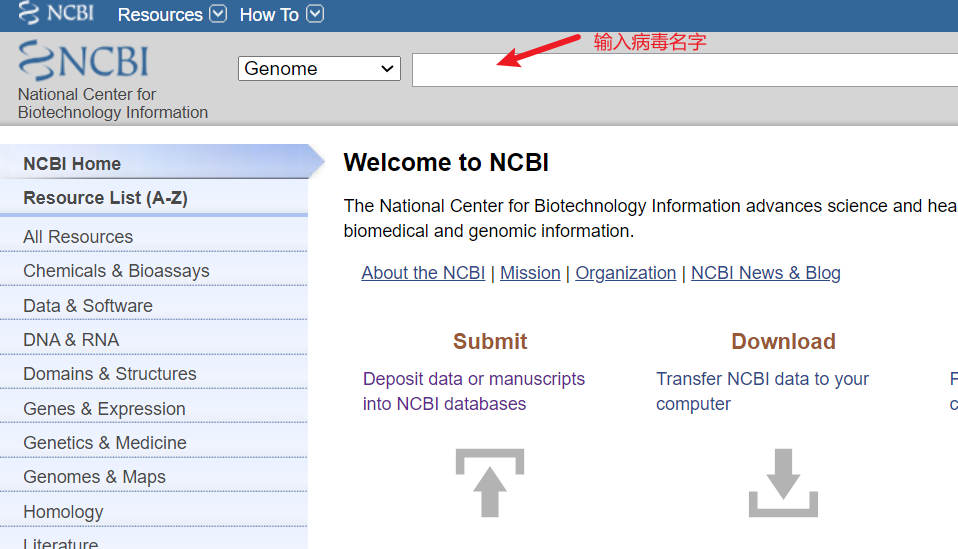 NCBI Resources How To
输入病毒名字
NCBI Genome
National Center for
Biotechnology Information
NCBI Home
Resource List (A-Z)
All Resources
Chemicals & Bioassays
Data & Software
DNA & RNA
Domains & Structures
Genes & Expression
Genetics & Medicine
Genomes & Maps
Homology
Literature
Welcome to NCBI
The National Center for Biotechnology Information advances science and hea
biomedical and genomic information.
About the NCBI | Mission | Organization | NCBI News & Blog
Submit
Deposit data or manuscripts
into NCBI databases
Download
Transfer NCBI data to your
computer
F
c